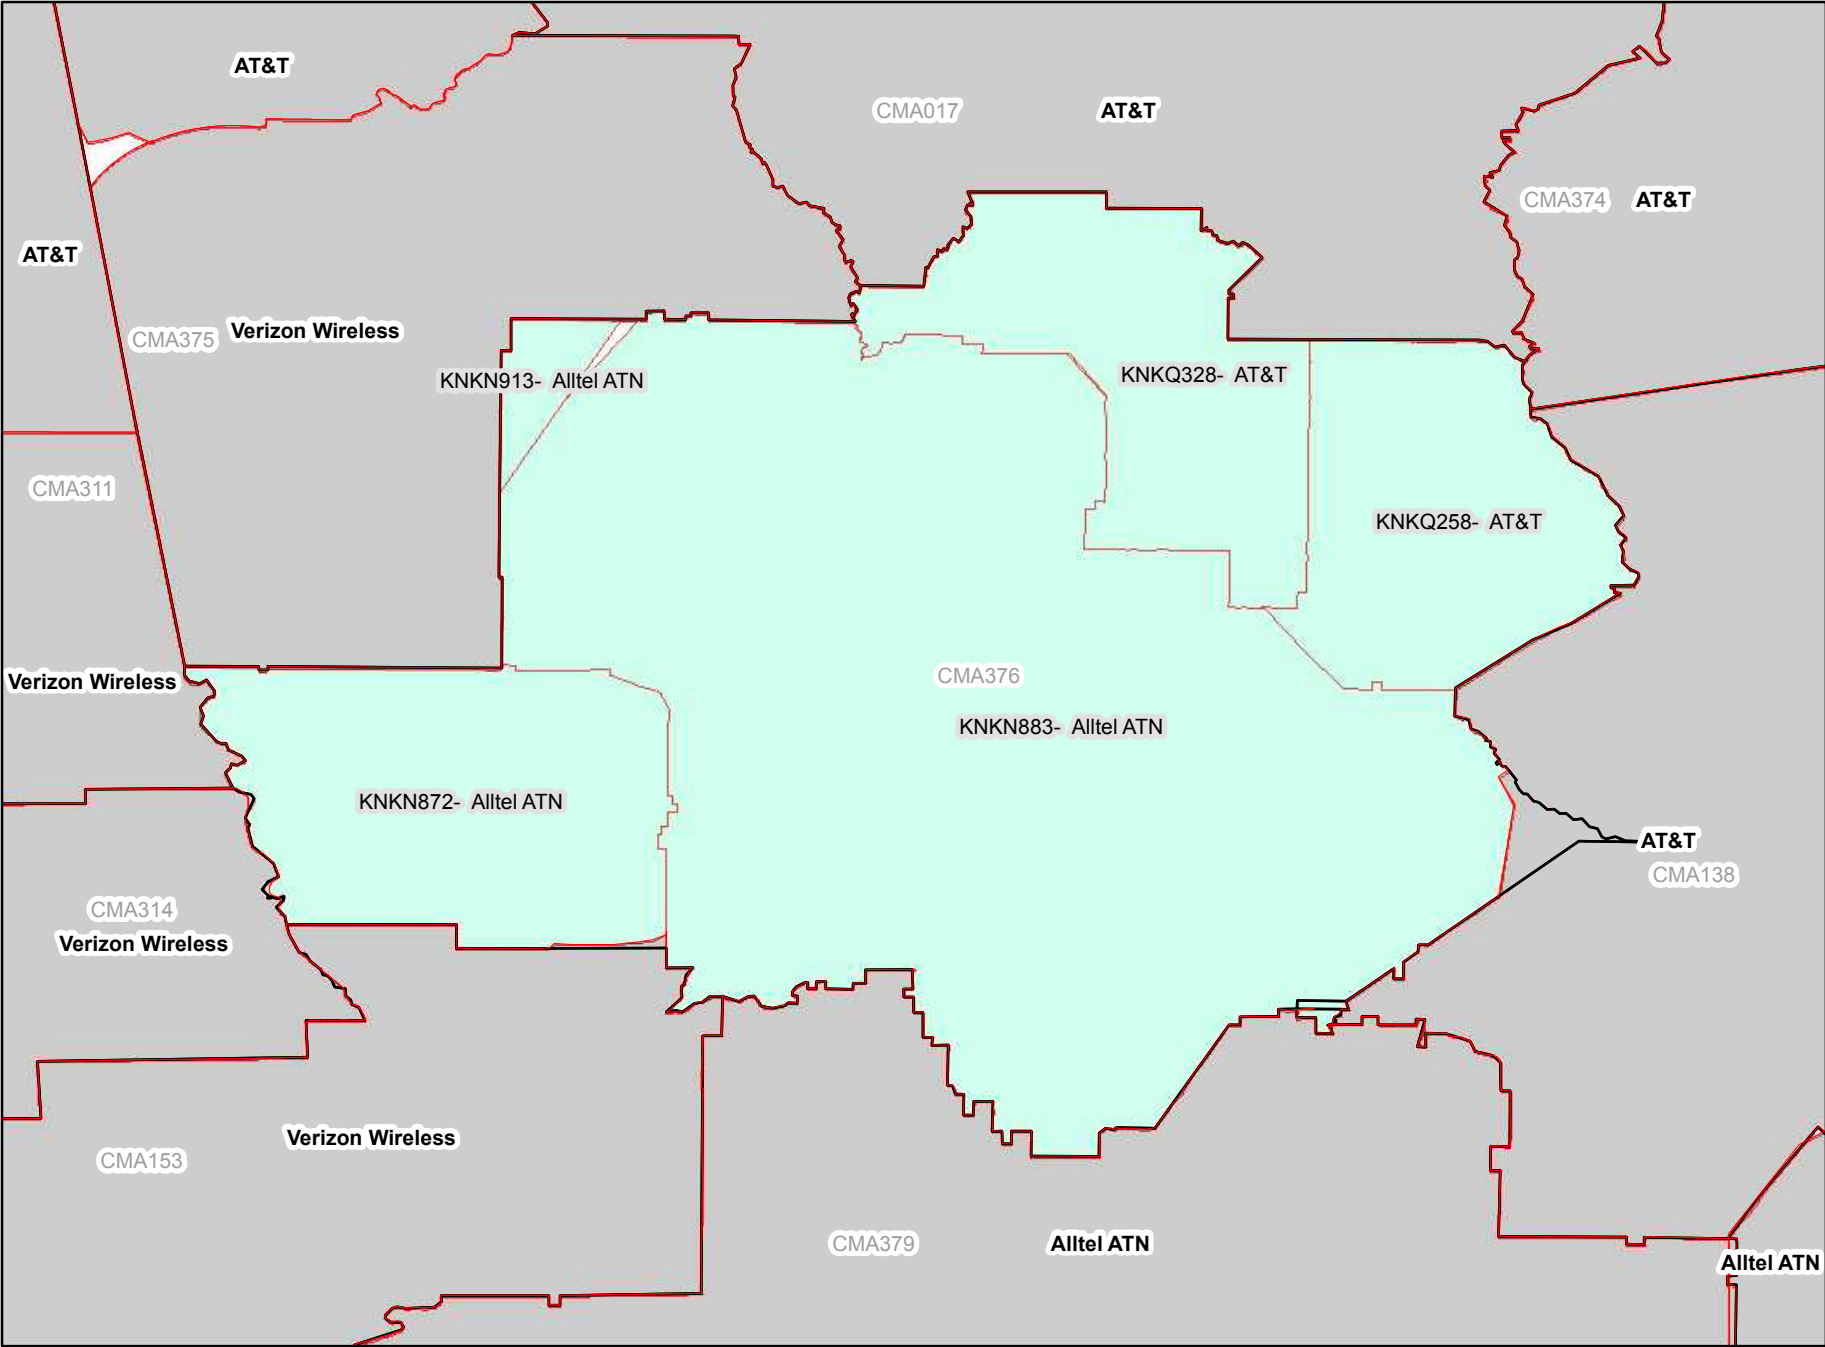 AT&T
CMA017 AT&T
CMA374 AT&T
AT&T
CMA375 Verizon Wireless
KNKN913- Alltel ATN
KNKQ328- AT&T
CMA311
KNKQ258- AT&T
Verizon Wireless
CMA376
KNKN883- Alltel ATN
KNKN872- Alltel ATN
AT&T
CMA138
CMA314
Verizon Wireless
Verizon Wireless
CMA153
CMA379 Alltel ATN
Alltel ATN